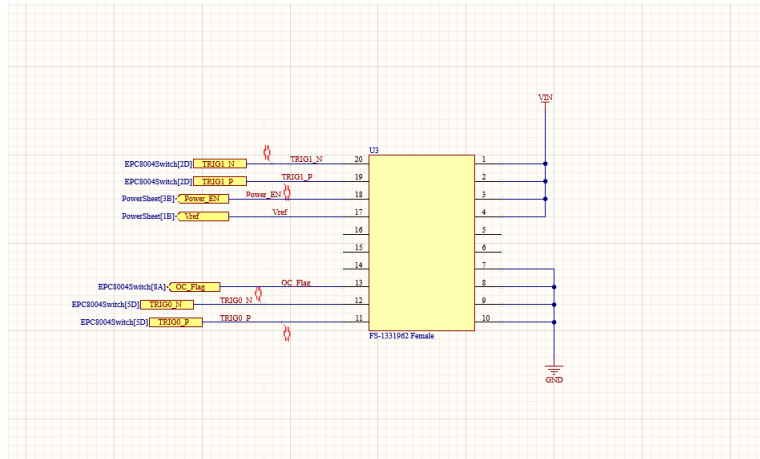 VIN
U3
EPC8004Switch[2D] TRIG1_N TRIG1_N 20 1
EPC8004Switch[2D] TRIG1_P TRIG1_P 19 2
PowerSheet[3B] Power_EN Power_EN 18 3
PowerSheet[1B] Vref Vref 17 4
16 5
15 6
14 7
EPC8004Switch[8A] OC_Flag OC_Flag 13 8
EPC8004Switch[5D] TRIG0_N TRIG0_N 12 9
EPC8004Switch[5D] TRIG0_P TRIG0_P 11 10
FS-1331962 Female
GND